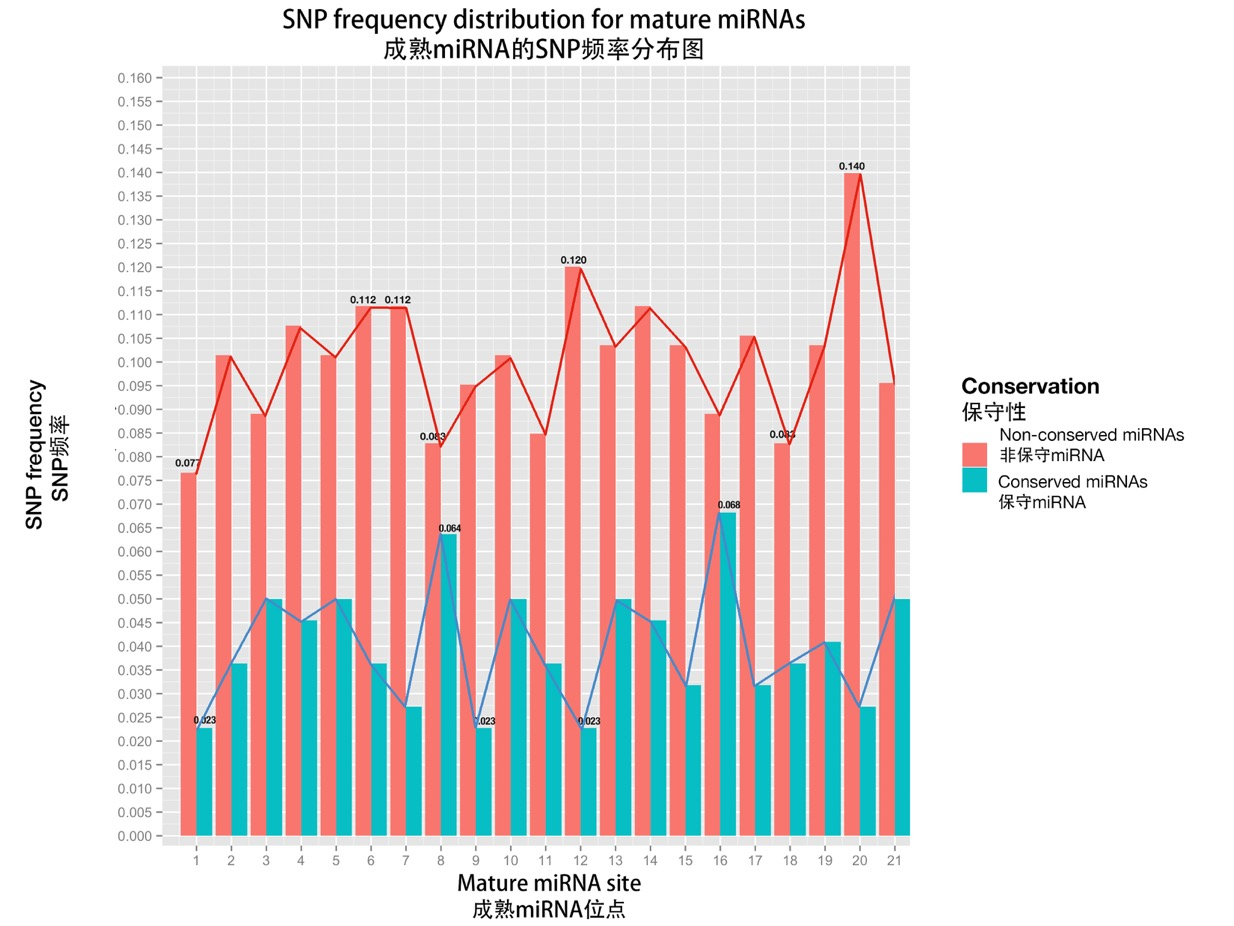 SNP frequency distribution for mature miRNAs
成熟miRNA的SNP频率分布图
SNP frequency
SNP频率
0.160
0.155
0.150
0.145
0.140
0.135
0.130
0.125
0.120
0.115
0.110
0.105
0.100
0.095
0.090
0.085
0.080
0.075
0.070
0.065
0.060
0.055
0.050
0.045
0.040
0.035
0.030
0.025
0.020
0.015
0.010
0.005
0.000
0.140
0.120
0.112 0.112
0.083 0.083
0.077
0.068
0.064
0.023 .023 0.023
1 2 3 4 5 6 7 8 9 10 11 12 13 14 15 16 17 18 19 20 21
Mature miRNA site
成熟miRNA位点
Conservation
保守性
Non-conserved miRNAs
非保守miRNA
Conserved miRNAs
保守miRNA